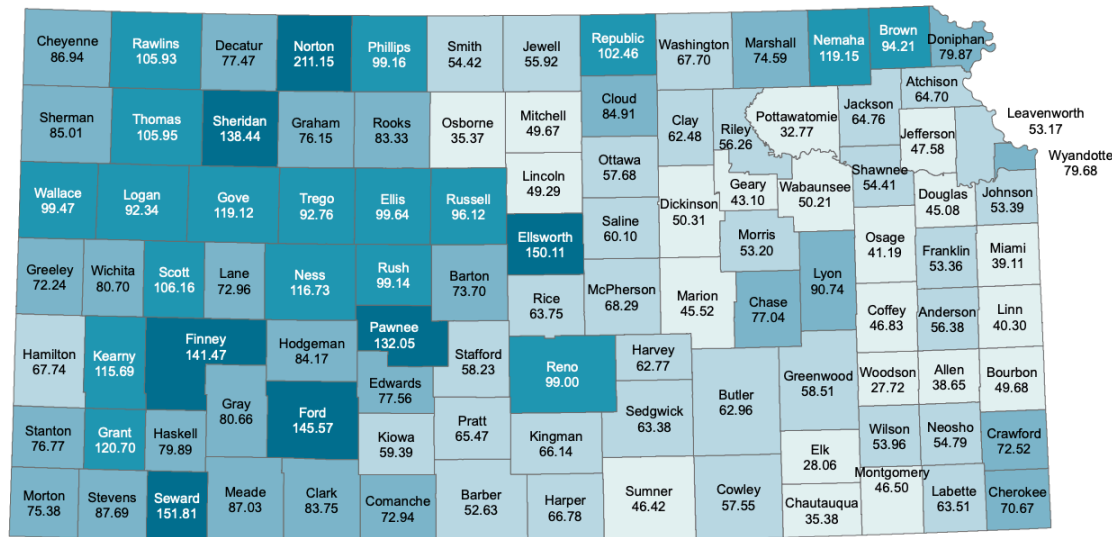 Cheyenne
86.94
Rawlins
105.93
Decatur
77.47
Norton
211.15
Phillips
99.16
Smith
54.42
Jewell
55.92
Republic
102.46
Washington
67.70
Marshall
74.59
Nemaha
119.15
Brown
94.21
Doniphan
79.87
Atchison
64.70
Leavenworth
53.17
Sherman
85.01
Thomas
105.95
Sheridan
138.44
Graham
76.15
Rooks
83.33
Osborne
35.37
Mitchell
49.67
Cloud
84.91
Clay
62.48
Riley
56.26
Pottawatomie
32.77
Jackson
64.76
Jefferson
47.58
Wyandotte
79.68
Wallace
99.47
Logan
92.34
Gove
119.12
Trego
92.76
Ellis
99.64
Russell
96.12
Lincoln
49.29
Ottawa
57.68
Saline
60.10
Dickinson
50.31
Geary
43.10
Wabaunsee
50.21
Shawnee
54.41
Douglas
45.08
Johnson
53.39
Ellsworth
150.11
Morris
53.20
Osage
41.19
Franklin
53.36
Miami
39.11
Greeley
72.24
Wichita
80.70
Scott
106.16
Lane
72.96
Ness
116.73
Rush
99.14
Barton
73.70
Rice
63.75
McPherson
68.29
Marion
45.52
Chase
77.04
Lyon
90.74
Coffey
46.83
Anderson
56.38
Linn
40.30
Hamilton
67.74
Kearny
115.69
Finney
141.47
Hodgeman
84.17
Pawnee
132.05
Stafford
58.23
Reno
99.00
Harvey
62.77
Butler
62.96
Greenwood
58.51
Woodson
27.72
Allen
38.65
Bourbon
49.68
Gray
80.66
Ford
145.57
Edwards
77.56
Kiowa
59.39
Pratt
65.47
Kingman
66.14
Sedgwick
63.38
Elk
28.06
Wilson
53.96
Neosho
54.79
Crawford
72.52
Stanton
76.77
Grant
120.70
Haskell
79.89
Morton
75.38
Stevens
87.69
Seward
151.81
Meade
87.03
Clark
83.75
Comanche
72.94
Barber
52.63
Harper
66.78
Sumner
46.42
Cowley
57.55
Chautauqua
35.38
Montgomery
46.50
Labette
63.51
Cherokee
70.67